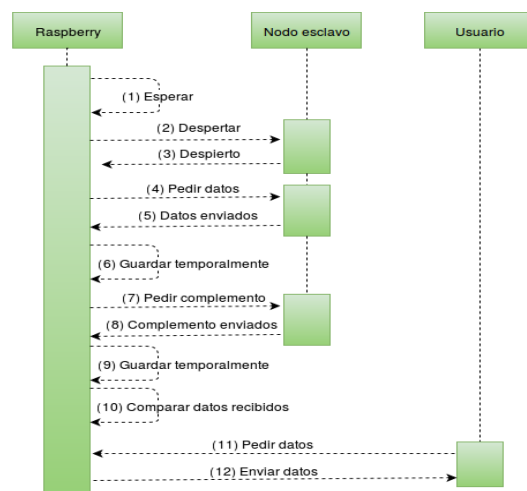 Raspberry
Nodo esclavo
Usuario
(1) Esperar
(2) Despertar
(3) Despierto
(4) Pedir datos
(5) Datos enviados
(6) Guardar temporalmente
(7) Pedir complemento
(8) Complemento enviados
(9) Guardar temporalmente
(10) Comparar datos recibidos
(11) Pedir datos
(12) Enviar datos